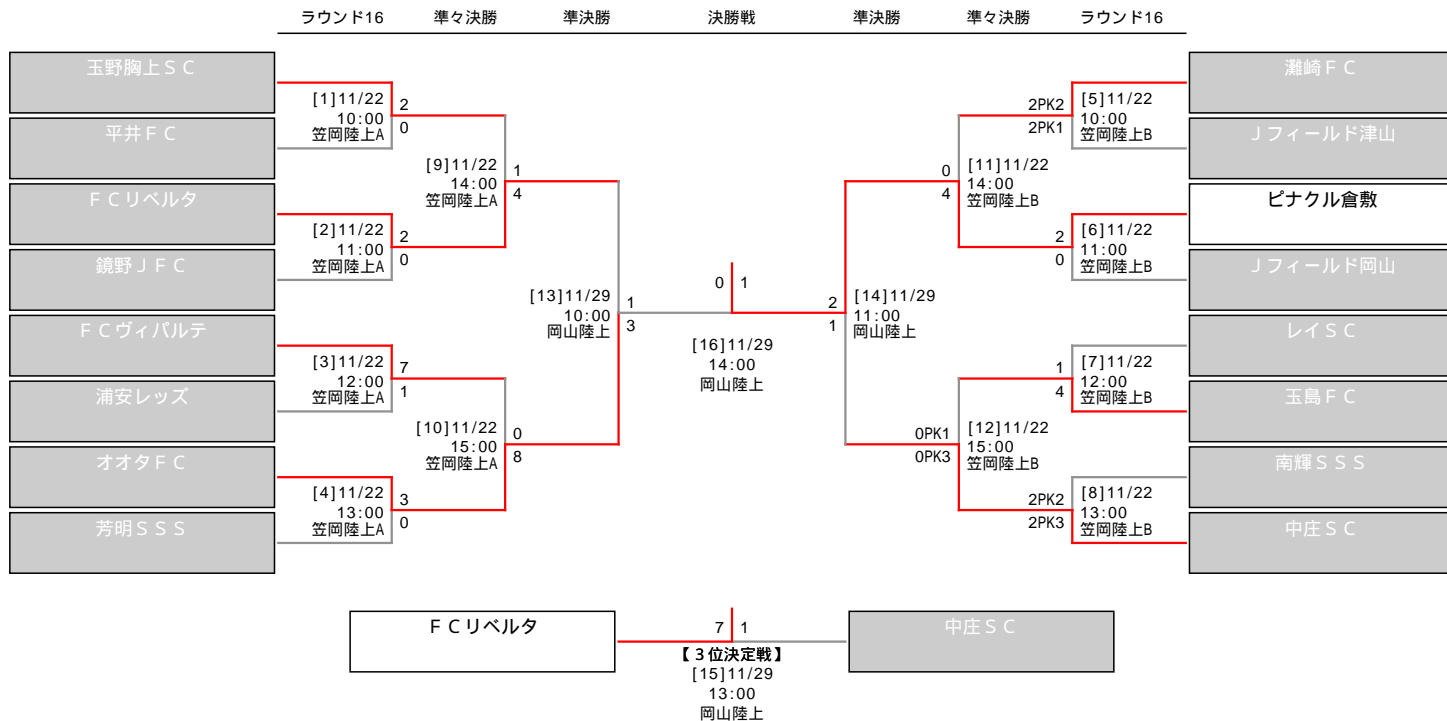 ラウンド16 準々決勝 準決勝 決勝戦 準決勝 準々決勝 ラウンド16
玉野胸上ＳＣ
平井ＦＣ
ＦＣリベルタ
鏡野ＪＦＣ
ＦＣヴィパルテ
浦安レッズ
オオタＦＣ
芳明ＳＳＳ
[1]11/22
10:00
笠岡陸上A
2
0
[2]11/22
11:00
笠岡陸上A
2
0
[3]11/22
12:00
笠岡陸上A
7
1
[4]11/22
13:00
笠岡陸上A
3
0
[9]11/22
14:00
笠岡陸上A
1
4
[10]11/22
15:00
笠岡陸上A
0
8
[13]11/29
10:00
岡山陸上
1
3
0 1
[16]11/29
14:00
岡山陸上
2
1
[14]11/29
11:00
岡山陸上
0
4
[11]11/22
14:00
笠岡陸上B
0PK1
0PK3
[12]11/22
15:00
笠岡陸上B
2PK2
2PK1
[5]11/22
10:00
笠岡陸上B
2
0
[6]11/22
11:00
笠岡陸上B
1
4
[7]11/22
12:00
笠岡陸上B
2PK2
2PK3
[8]11/22
13:00
笠岡陸上B
灘崎ＦＣ
Ｊフィールド津山
ピナクル倉敷
Ｊフィールド岡山
レイＳＣ
玉島ＦＣ
南輝ＳＳＳ
中庄ＳＣ
ＦＣリベルタ
7 1
中庄ＳＣ
【３位決定戦】
[15]11/29
13:00
岡山陸上